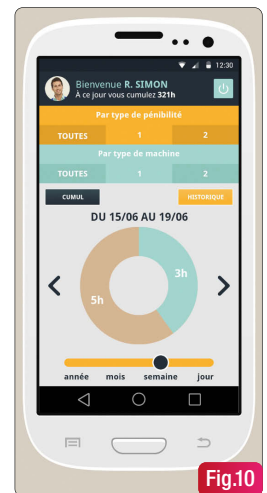 12:30
Bienvenue R. SIMON
À ce jour vous cumulez 321h
Par type de pénibilité
TOUTES 1 2
Par type de machine
TOUTES 1 2
CUMUL HISTORIQUE
DU 15/06 AU 19/06
3h
5h
année mois semaine jour
Fig.10